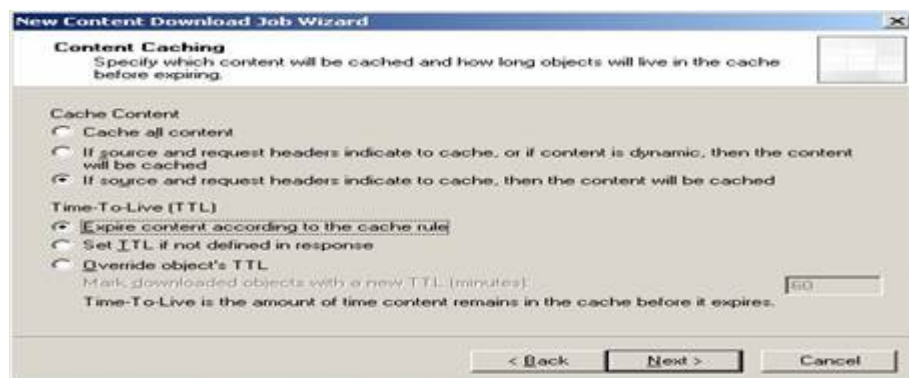 New Content Download Job Wizard
Content Caching
Specify which content will be cached and how long objects will live in the cache
before expiring.
Cache Content
Cache all content
If source and request headers indicate to cache, or if content is dynamic, then the content
will be cached
If source and request headers indicate to cache, then the content will be cached
Time-To-Live (TTL)
Expire content according to the cache rule
Set TTL if not defined in response
Override object's TTL
Mark downloaded objects with a new TTL (minutes): 60
Time-To-Live is the amount of time content remains in the cache before it expires.
< Back Next > Cancel